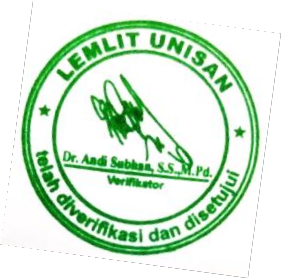 LEMLIT UNISAN
Dr. Andi Subhan, S.S.,M.Pd.
Verifikator
telah diverifikasi dan disetujui